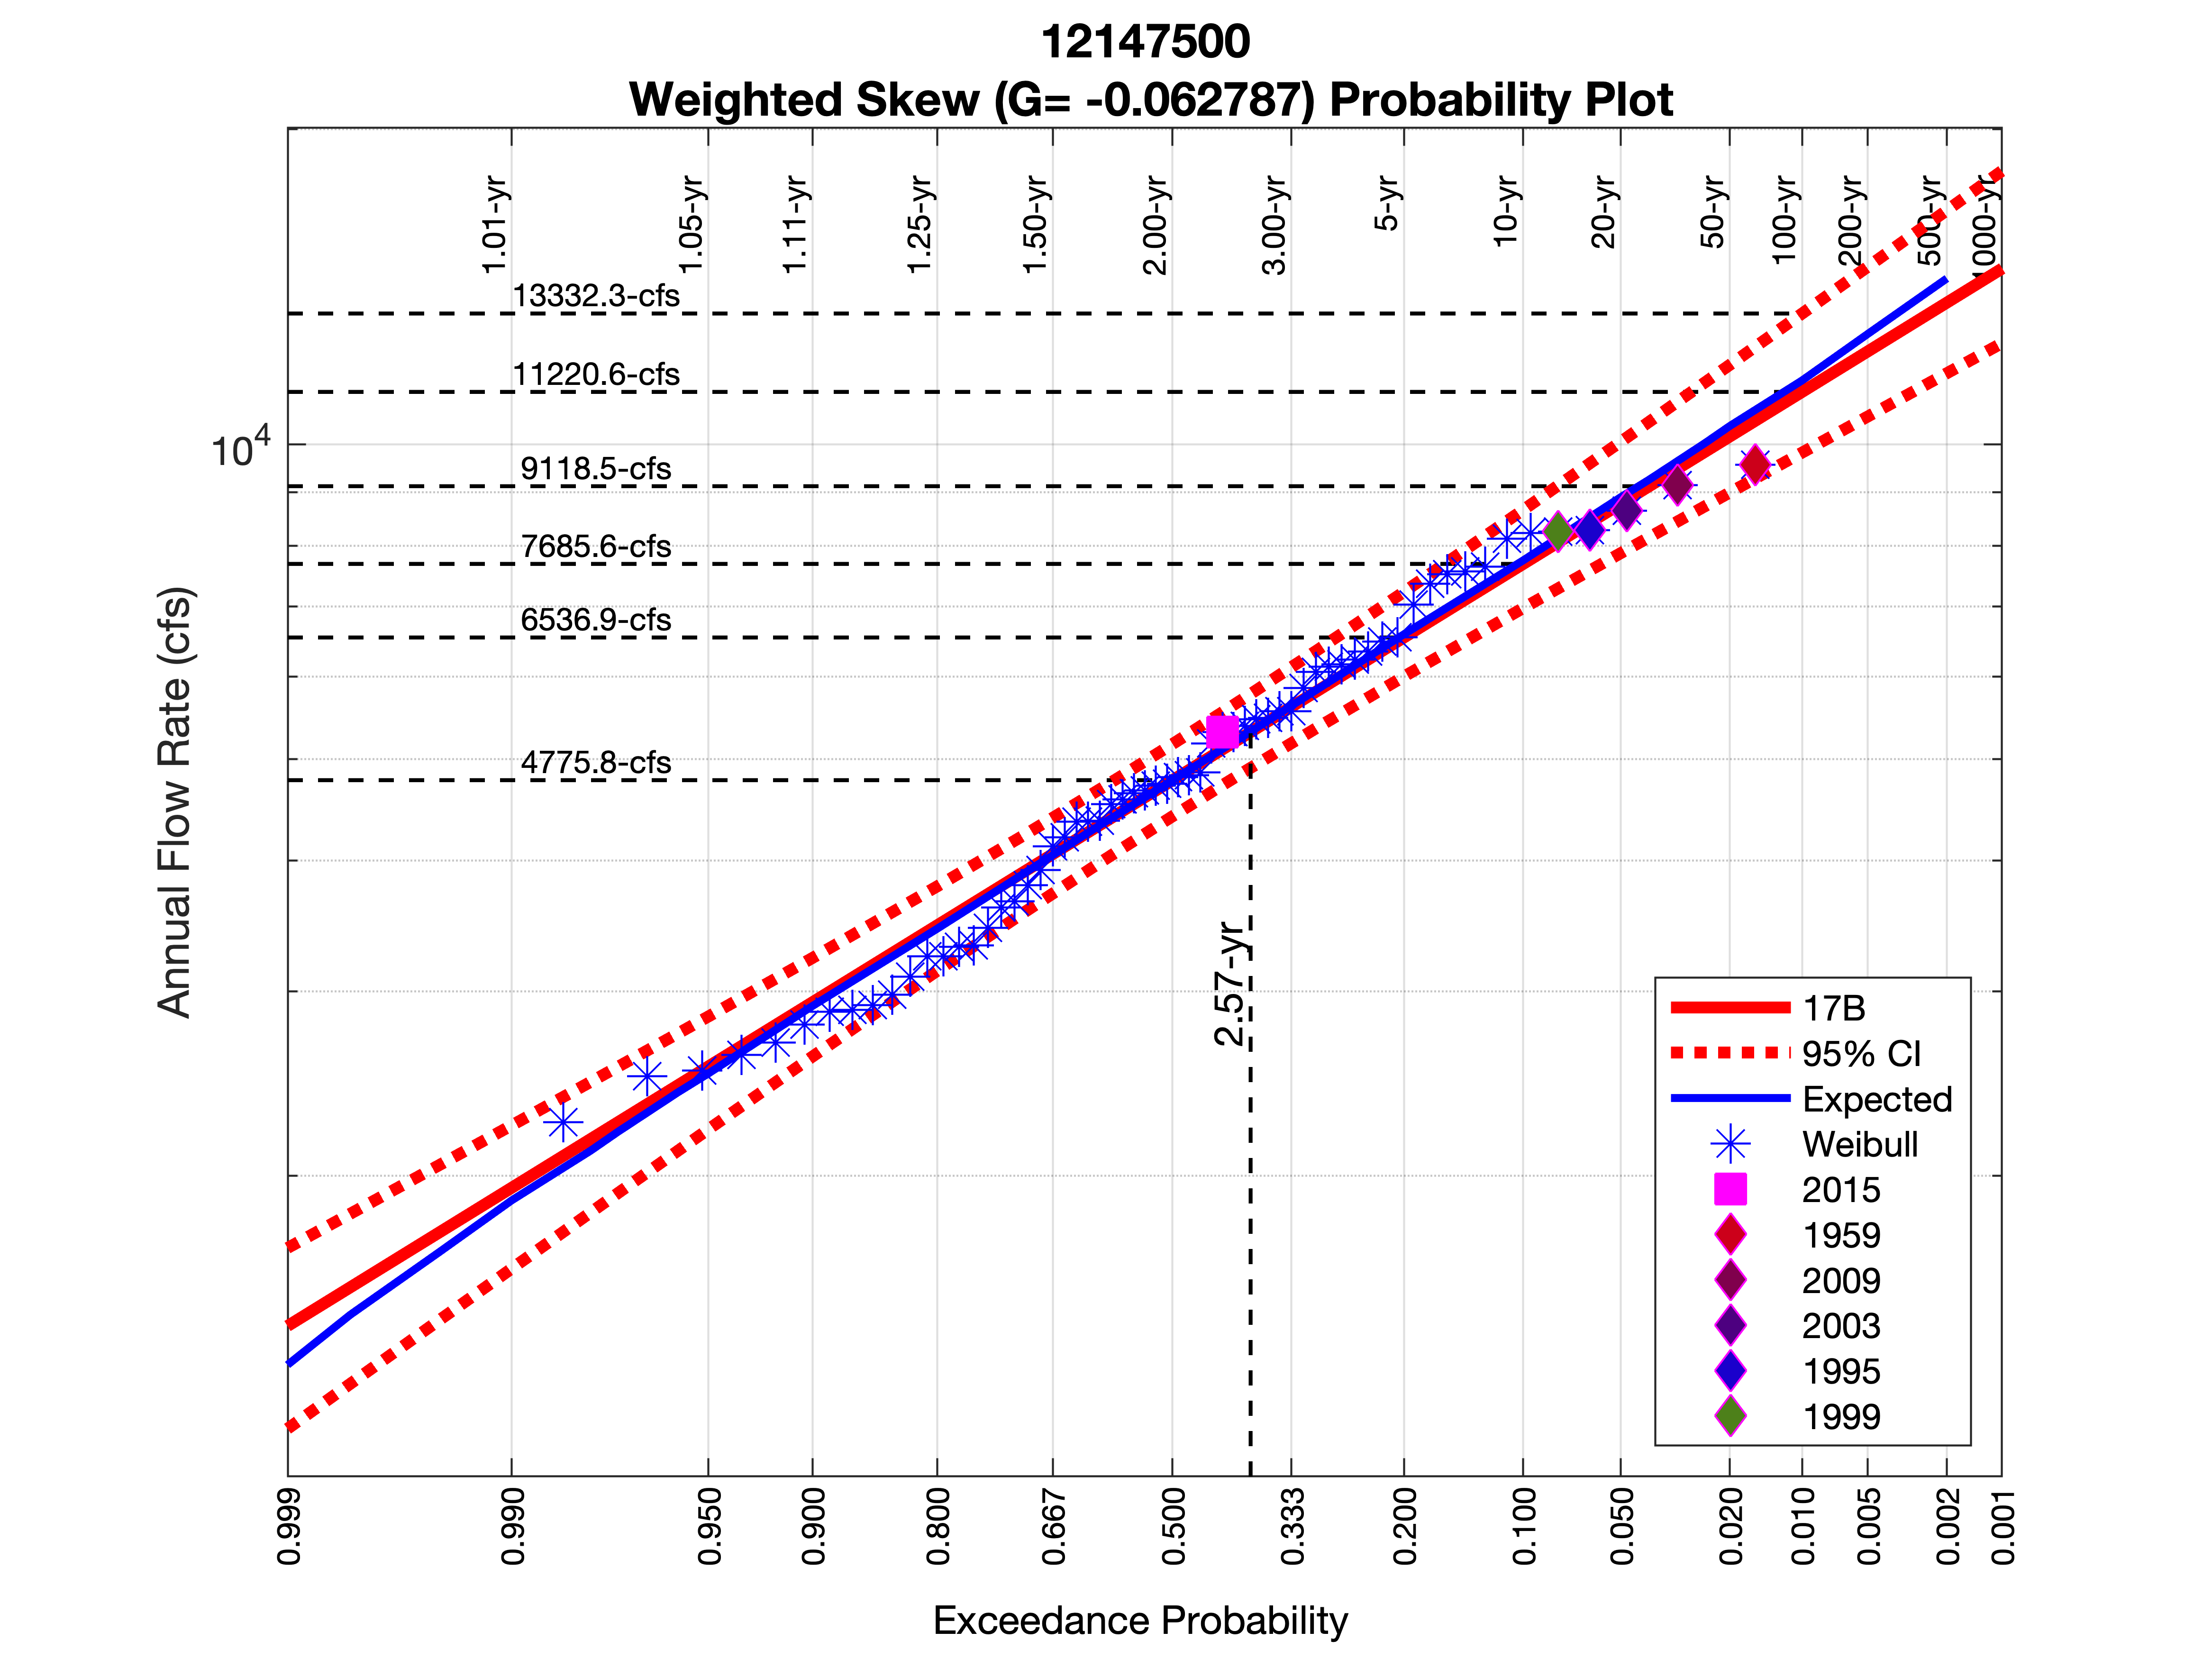 12147500
Weighted Skew (G= -0.062787) Probability Plot
1.01-yr
1.05-yr
1.11-yr
1.25-yr
1.50-yr
2.00-yr
3.00-yr
5-yr
10-yr
20-yr
50-yr
100-yr
200-yr
500-yr
1000-yr
13332.3-cfs
11220.6-cfs
10^4
9118.5-cfs
7685.6-cfs
6536.9-cfs
4775.8-cfs
Annual Flow Rate (cfs)
2.57-yr
17B
95% CI
Expected
Weibull
2015
1959
2009
2003
1995
1999
0.999
0.990
0.950
0.900
0.800
0.667
0.500
0.333
0.200
0.100
0.050
0.020
0.010
0.005
0.002
0.001
Exceedance Probability